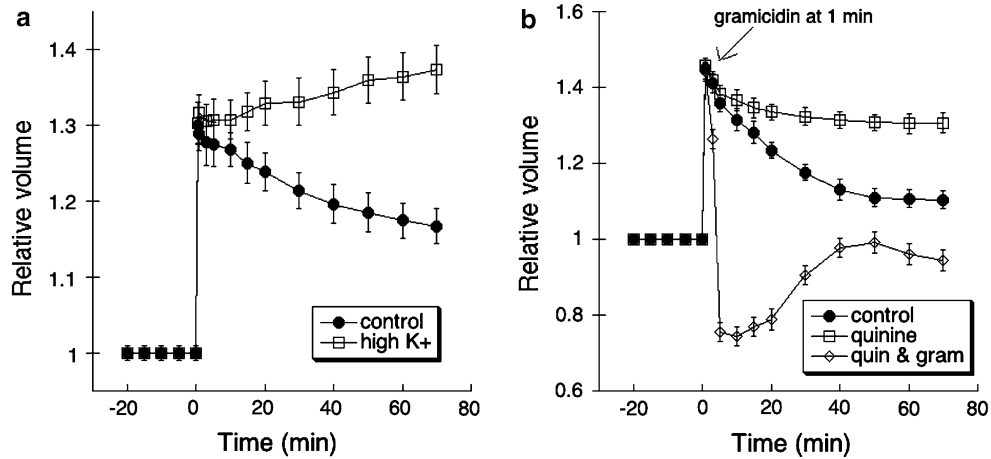 a
Relative volume
1.4
1.3
1.2
1.1
1
control
high K+
-20 0 20 40 60 80
Time (min)
b
gramicidin at 1 min
Relative volume
1.6
1.4
1.2
1
0.8
0.6
control
quinine
quin & gram
-20 0 20 40 60 80
Time (min)